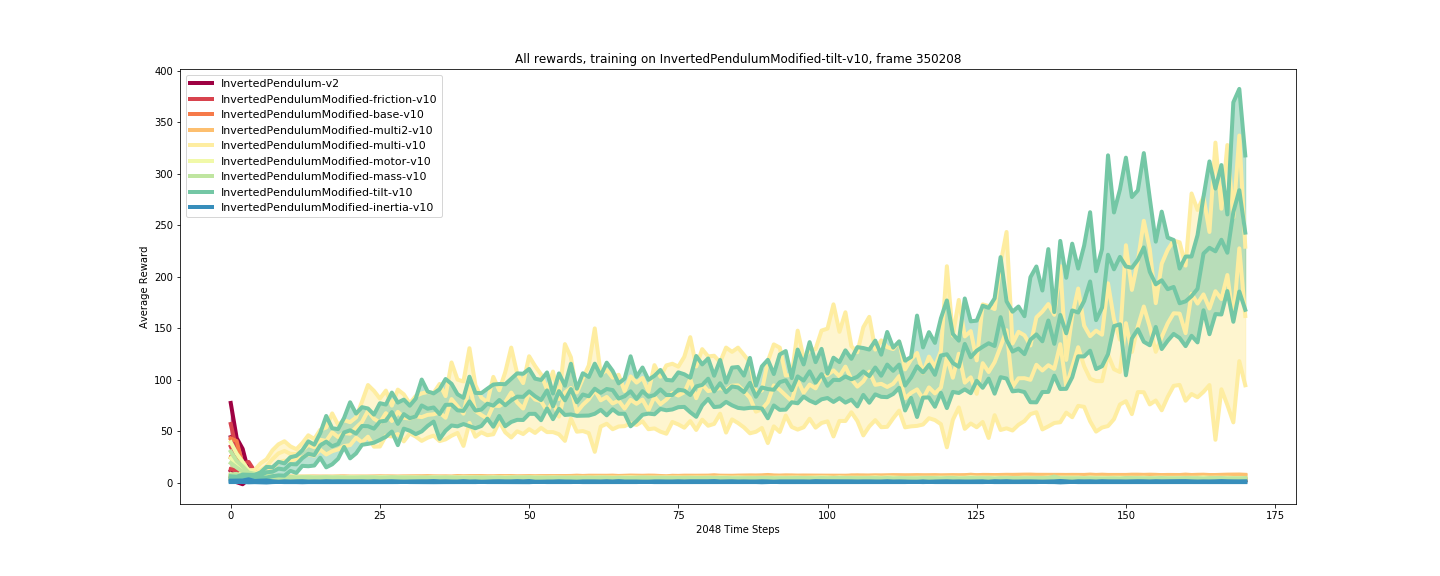 All rewards, training on InvertedPendulumModified-tilt-v10, frame 350208
400
350
300
250
200
150
100
50
0
Average Reward
InvertedPendulum-v2
InvertedPendulumModified-friction-v10
InvertedPendulumModified-base-v10
InvertedPendulumModified-multi2-v10
InvertedPendulumModified-multi-v10
InvertedPendulumModified-motor-v10
InvertedPendulumModified-mass-v10
InvertedPendulumModified-tilt-v10
InvertedPendulumModified-inertia-v10
0 25 50 75 100 125 150 175
2048 Time Steps